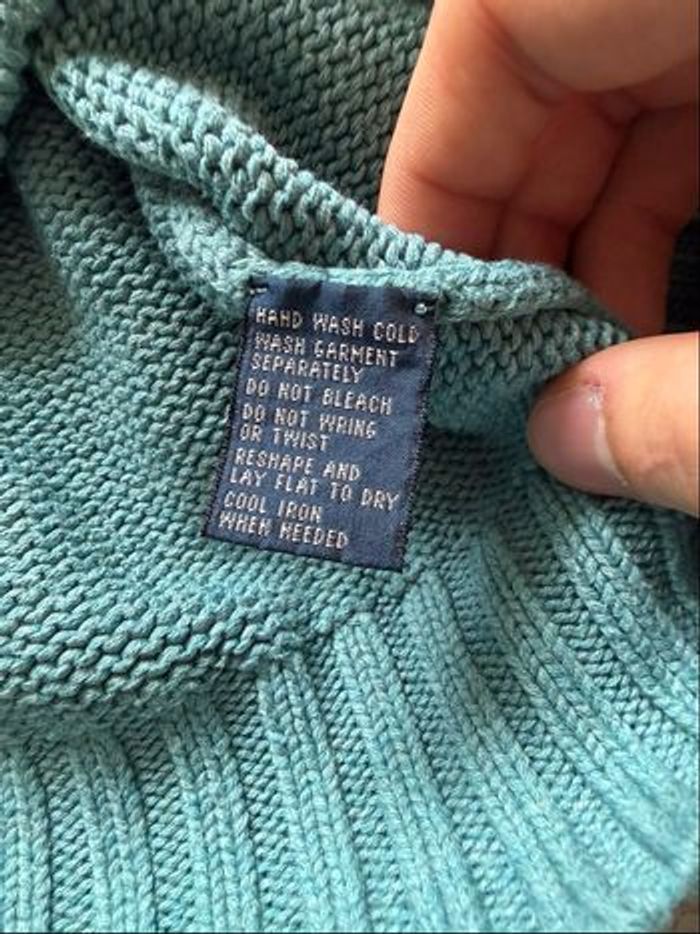 HAND WASH COLD
WASH GARMENT
SEPARATELY
DO NOT BLEACH
DO NOT WRING
OR TWIST
RESHAPE AND
LAY FLAT TO DRY
COOL IRON
WHEN NEEDED